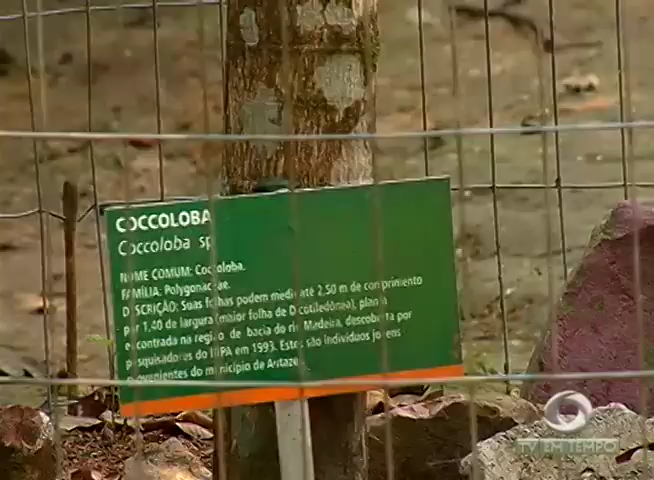 COCCOLOBA
Coccoloba sp
NOME COMUM: Coccoloba.
FAMÍLIA: Polygonaceae.
DESCRIÇÃO: Suas folhas podem medir até 2.50 m de comprimento
por 1,40 de largura (maior folha de Dicotiledônea), planta
encontrada na região de bacia do rio Madeira, descoberta por
pesquisadores do INPA em 1993. Estes são indivíduos jovens
provenientes do município de
TV EM TEMPO